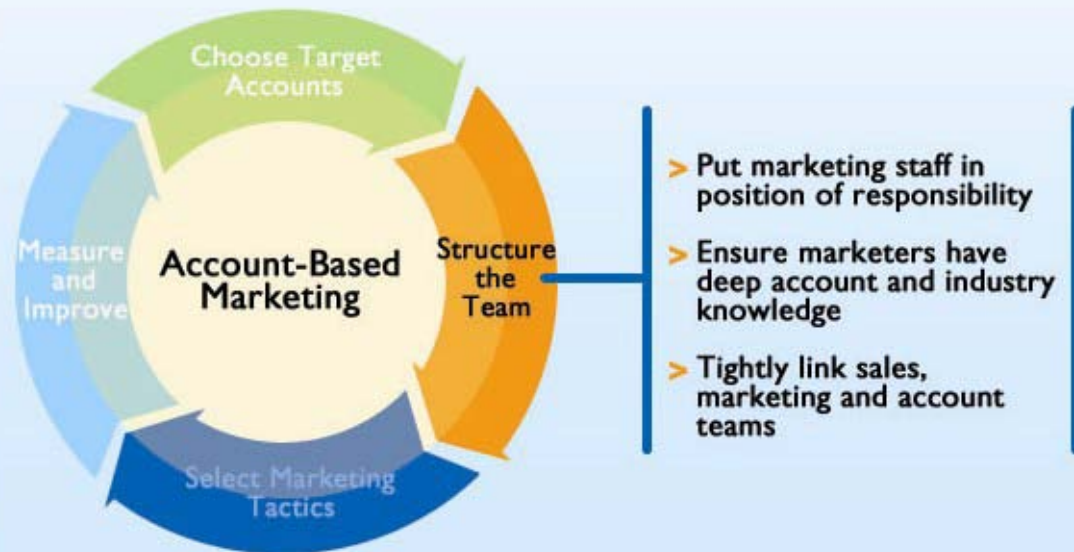 Choose Target
Accounts
Measure
and
Improve
Account-Based
Marketing
Structure
the
Team
Select Marketing
Tactics
> Put marketing staff in
position of responsibility
> Ensure marketers have
deep account and industry
knowledge
> Tightly link sales,
marketing and account
teams